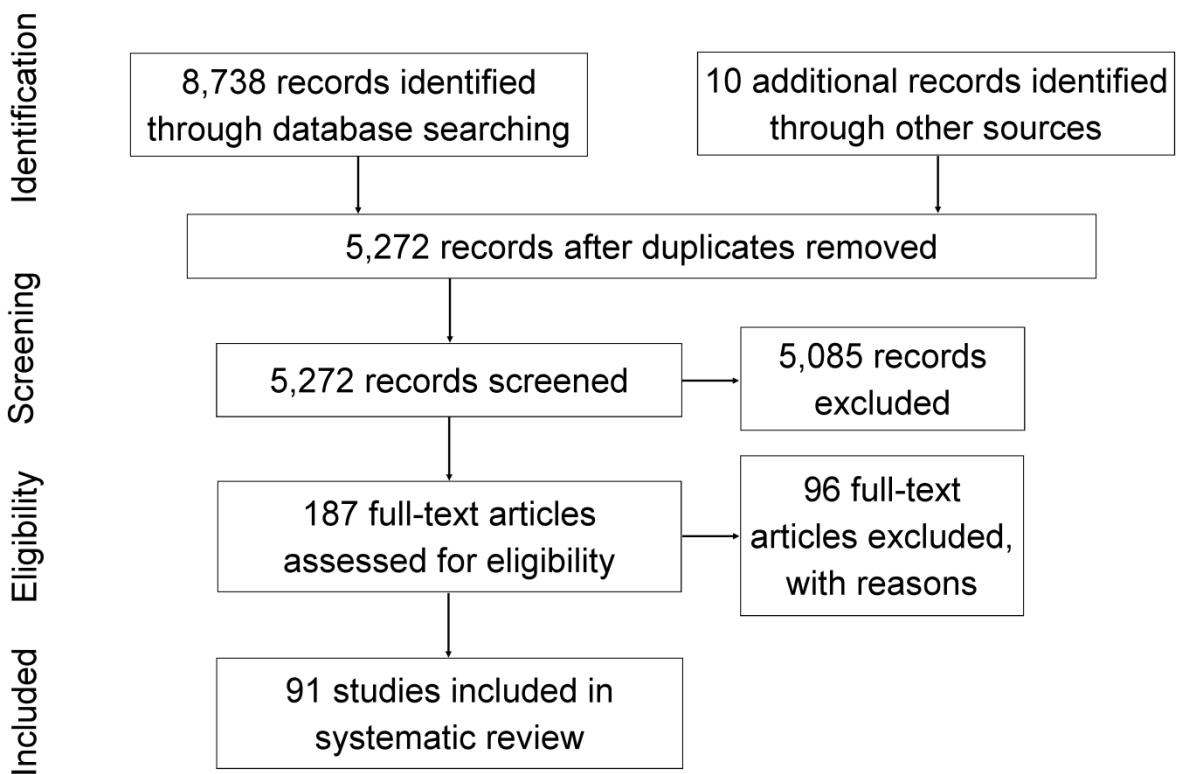 Identification
8,738 records identified
through database searching
10 additional records identified
through other sources
5,272 records after duplicates removed
Screening
5,272 records screened
5,085 records
excluded
Eligibility
187 full-text articles
assessed for eligibility
96 full-text
articles excluded,
with reasons
Included
91 studies included in
systematic review